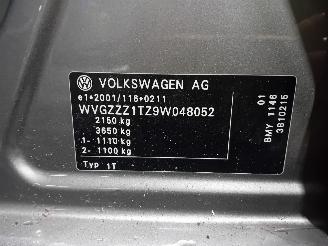 VOLKSWAGEN AG
e1*2001/116*0211
WVGZZZ1TZ9W048052
2150 kg
3650 kg
1- 1110 kg
2- 1100 kg
Typ 1T
01
BMY 1146
3810215